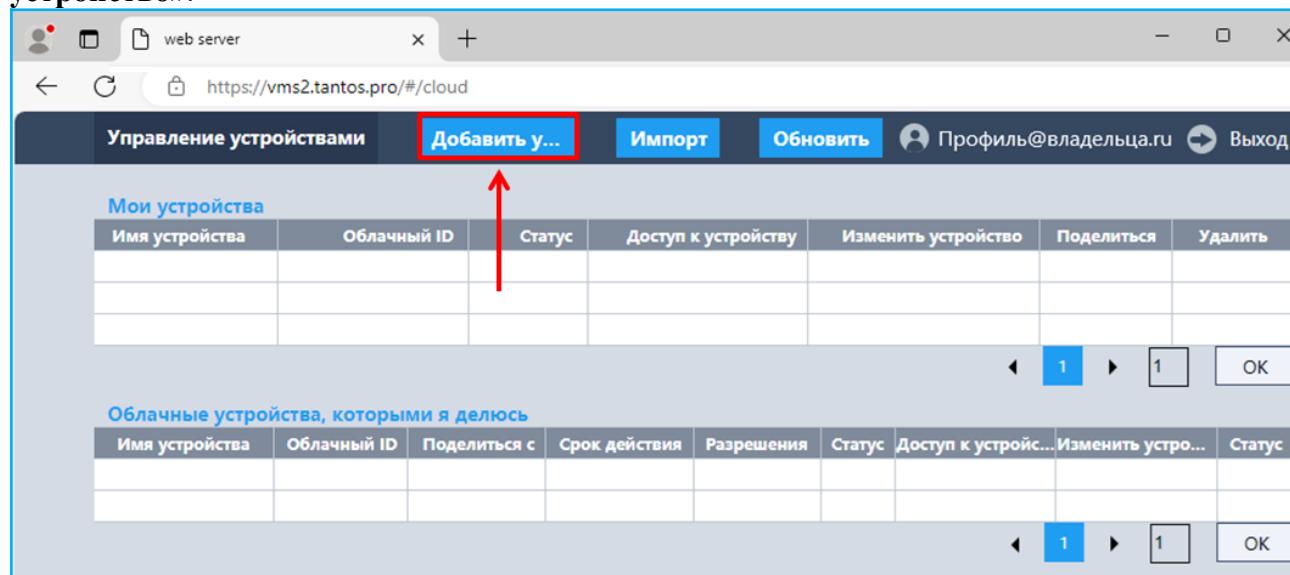 устройство».
web server
https://vms2.tantos.pro/#/cloud
Управление устройствами Добавить у... Импорт Обновить Профиль@владельца.ru Выход
Мои устройства
Имя устройства Облачный ID Статус Доступ к устройству Изменить устройство Поделиться Удалить
1 1 OK
Облачные устройства, которыми я делюсь
Имя устройства Облачный ID Поделиться с Срок действия Разрешения Статус Доступ к устройс... Изменить устро... Статус
1 1 OK